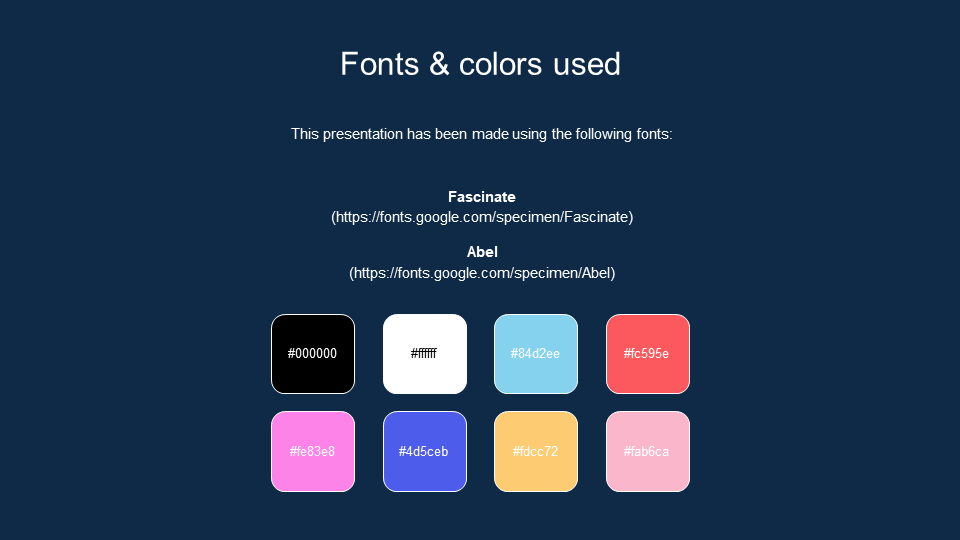 Fonts & colors used
This presentation has been made using the following fonts:
Fascinate
(https://fonts.google.com/specimen/Fascinate)
Abel
(https://fonts.google.com/specimen/Abel)
#000000 #ffffff #84d2ee #fc595e
#fe83e8 #4d5ceb #fdcc72 #fab6ca